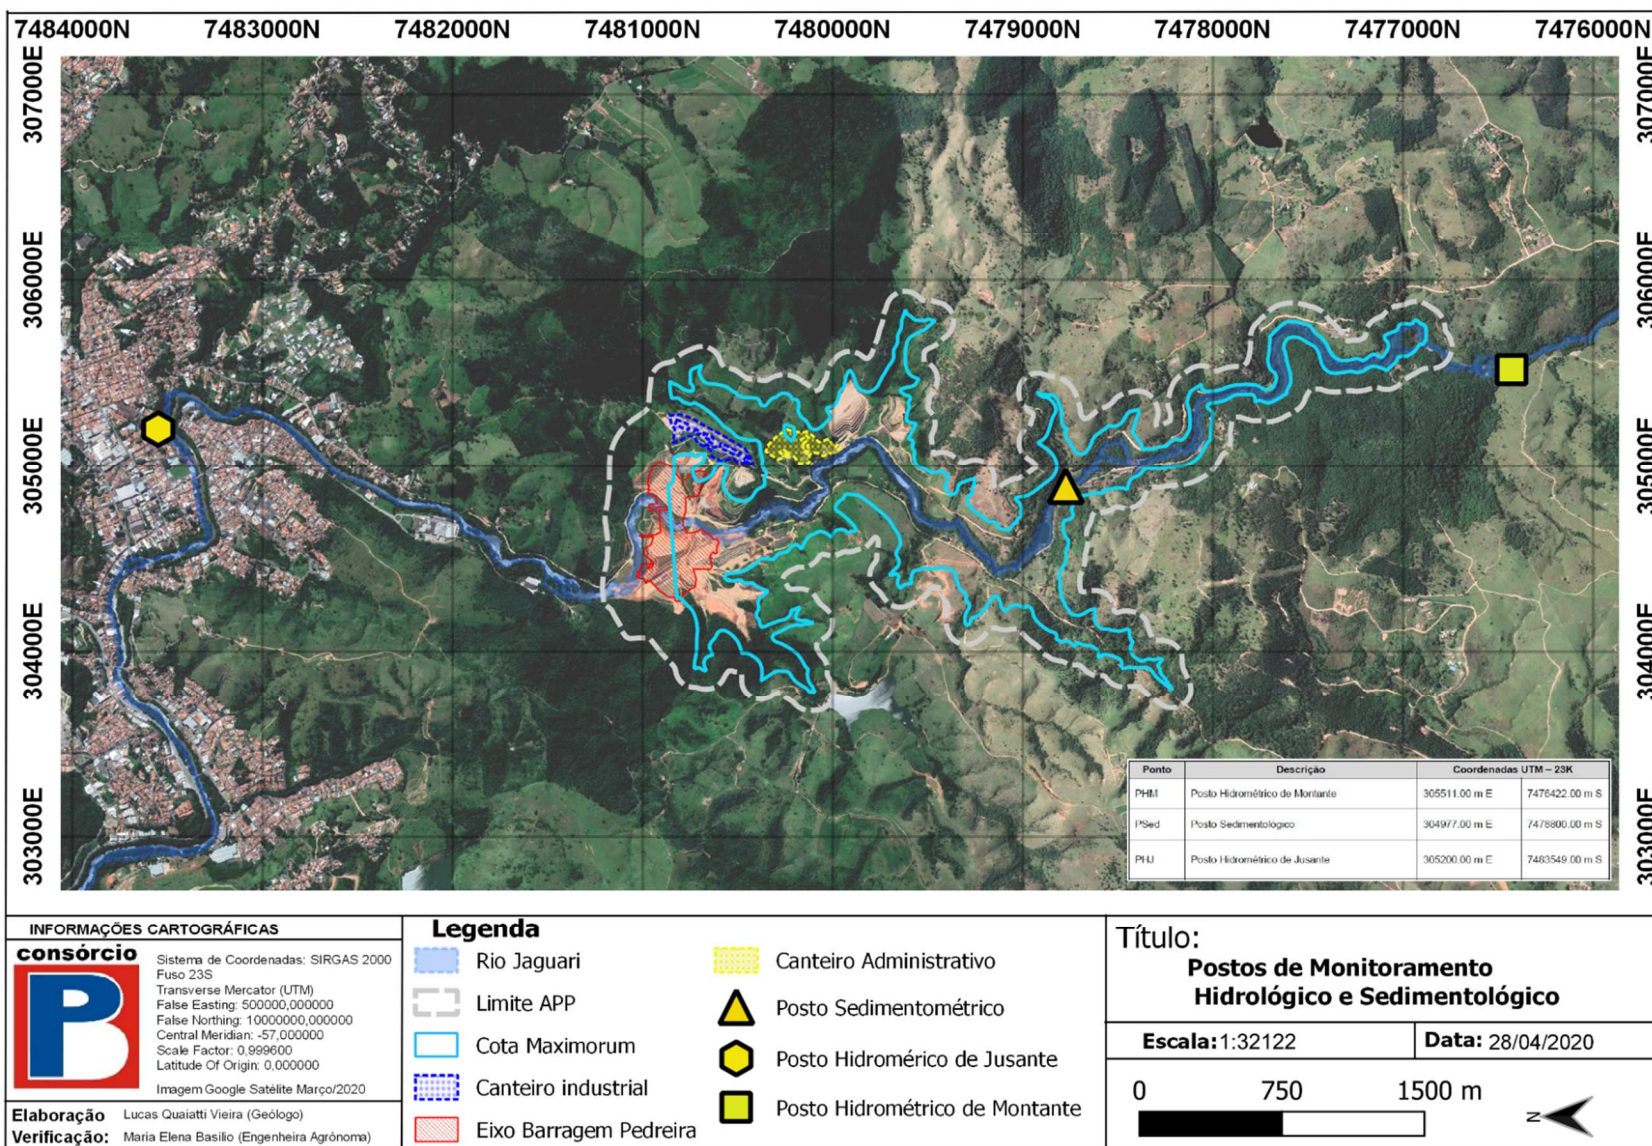 7484000N 7483000N 7482000N 7481000N 7480000N 7479000N 7478000N 7477000N 7476000N
307000E 307000E
306000E 306000E
305000E 305000E
304000E 304000E
303000E 303000E
Ponto Descrição Coordenadas UTM – 23K
PHM Posto Hidrométrico de Montante 305511.00 m E 7476422.00 m S
PSed Posto Sedimentológico 304977.00 m E 7478800.00 m S
PHJ Posto Hidrométrico de Jusante 305200.00 m E 7483549.00 m S
INFORMAÇÕES CARTOGRÁFICAS
consórcio
PB
Sistema de Coordenadas: SIRGAS 2000
Fuso 23S
Transverse Mercator (UTM)
False Easting: 500000,000000
False Northing: 10000000,000000
Central Meridian: -57,000000
Scale Factor: 0,999600
Latitude Of Origin: 0,000000
Imagem Google Satélite Março/2020
Elaboração Lucas Quaiatti Vieira (Geólogo)
Verificação: Maria Elena Basilio (Engenheira Agrônoma)
Legenda
Rio Jaguari
Limite APP
Cota Maximorum
Canteiro industrial
Eixo Barragem Pedreira
Canteiro Administrativo
Posto Sedimentométrico
Posto Hidromérico de Jusante
Posto Hidrométrico de Montante
Título:
Postos de Monitoramento
Hidrológico e Sedimentológico
Escala: 1:32122
Data: 28/04/2020
0 750 1500 m
N